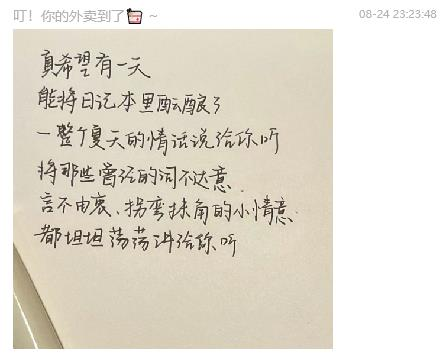 叮！你的外卖到了🥡 ~
08-24 23:23:48
真希望有一天
能将日记本里酝酿了
一整个夏天的情话说给你听
将那些曾经的词不达意、
言不由衷、拐弯抹角的小情意
都坦坦荡荡讲给你听